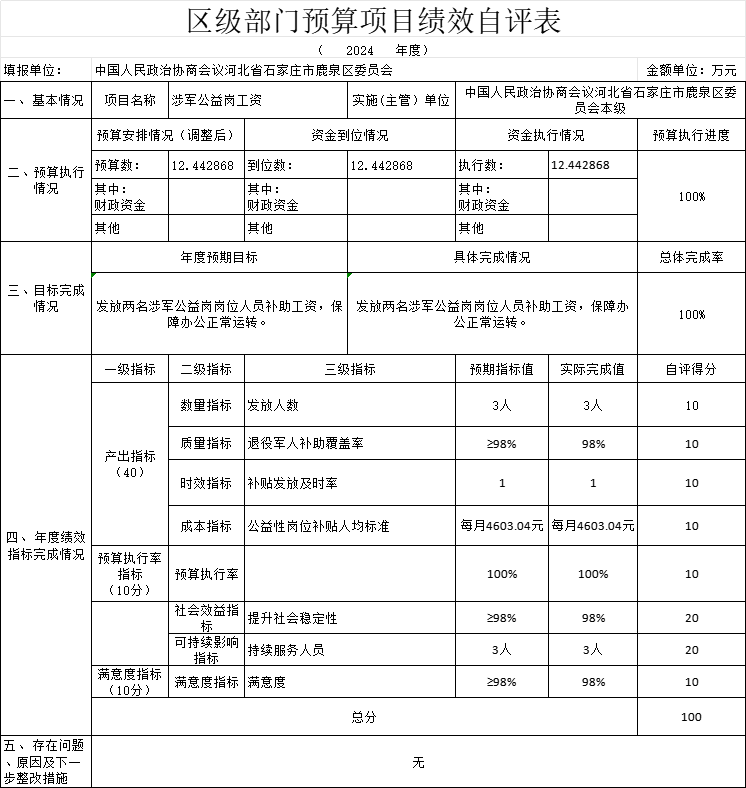 区级部门预算项目绩效自评表
（ 2024 年度）
填报单位： 中国人民政治协商会议河北省石家庄市鹿泉区委员会 金额单位：万元
一、基本情况 项目名称 涉军公益岗工资 实施(主管）单位 中国人民政治协商会议河北省石家庄市鹿泉区委
员会本级
二、预算执行
情况
预算安排情况（调整后） 资金到位情况 资金执行情况 预算执行进度
预算数： 12.442868 到位数： 12.442868 执行数： 12.442868 100%
其中： 其中： 其中：
财政资金 财政资金 财政资金
其他 其他 其他
三、目标完成
情况
年度预期目标 具体完成情况 总体完成率
发放两名涉军公益岗岗位人员补助工资，保
障办公正常运转。
发放两名涉军公益岗岗位人员补助工资，保障办
公正常运转。
100%
四、年度绩效
指标完成情况
一级指标 二级指标 三级指标 预期指标值 实际完成值 自评得分
产出指标
（40）
数量指标 发放人数 3人 3人 10
质量指标 退役军人补助覆盖率 ≥98% 98% 10
时效指标 补贴发放及时率 1 1 10
成本指标 公益性岗位补贴人均标准 每月4603.04元 每月4603.04元 10
预算执行率
指标
（10分）
预算执行率 100% 100% 10
社会效益指
标
提升社会稳定性 ≥98% 98% 20
可持续影响
指标
持续服务人员 3人 3人 20
满意度指标
（10分）
满意度指标 满意度 ≥98% 98% 10
总分 100
五、存在问题
、原因及下一
步整改措施
无